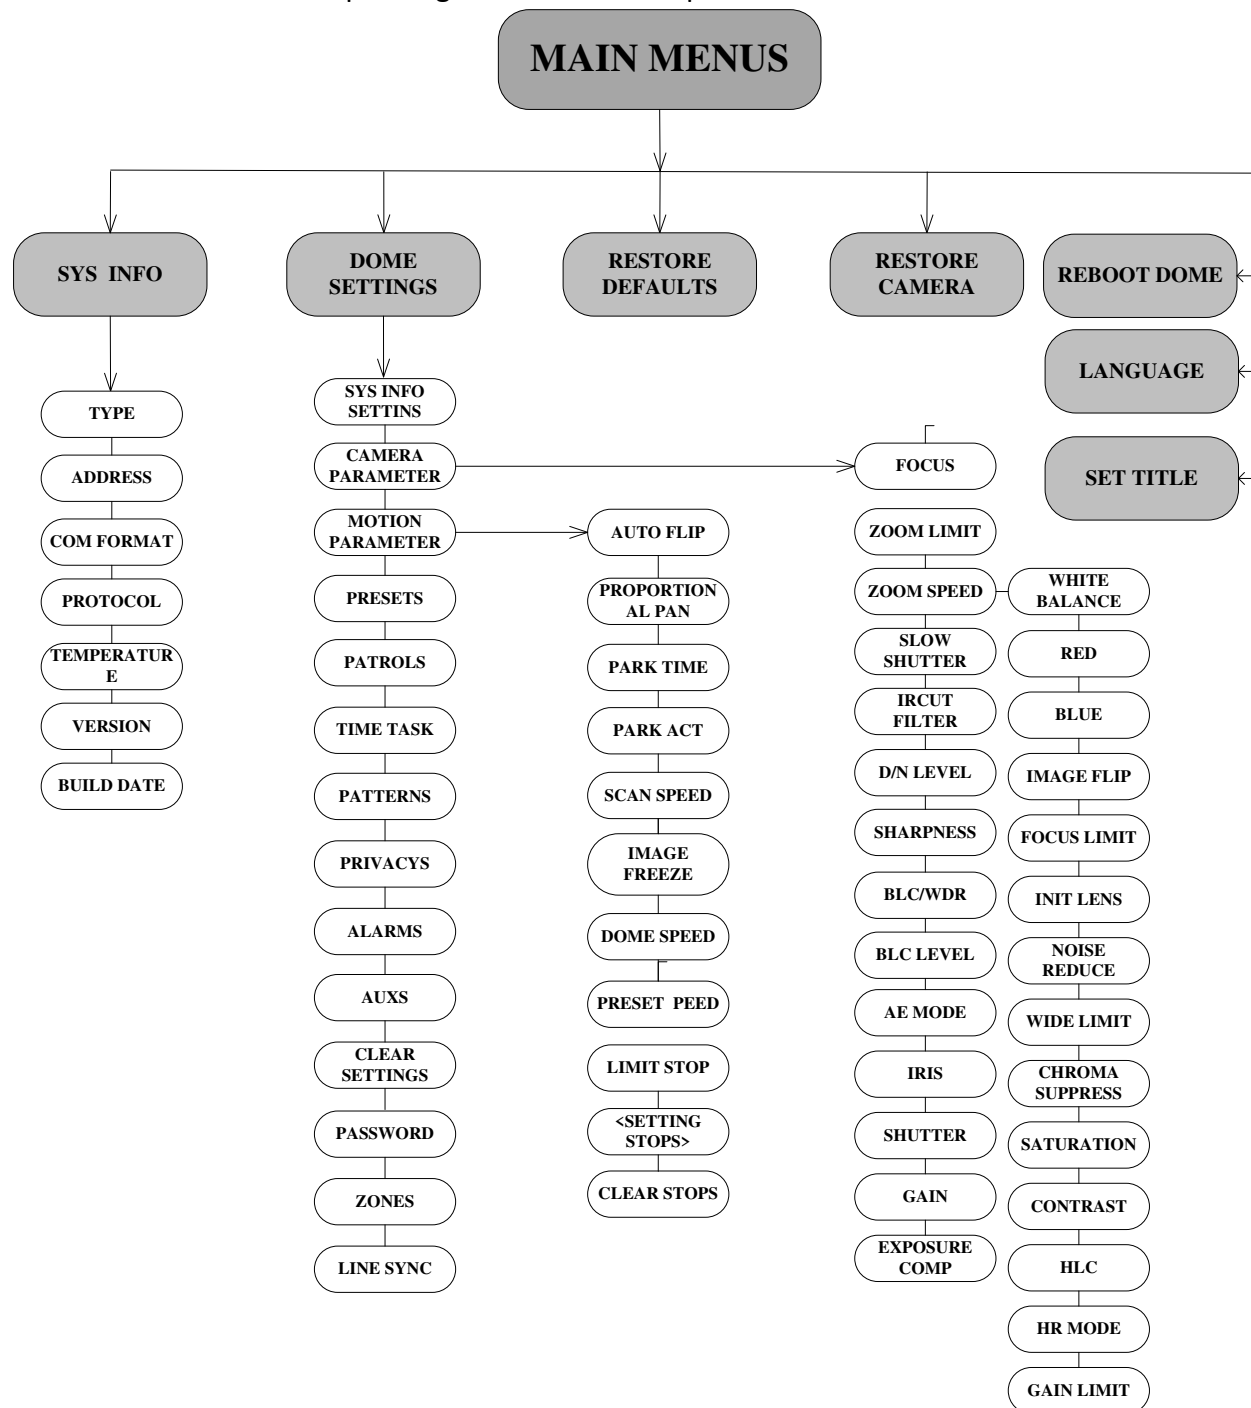 MAIN MENUS
SYS INFO
DOME
SETTINGS
RESTORE
DEFAULTS
RESTORE
CAMERA
REBOOT DOME
LANGUAGE
SET TITLE
TYPE
ADDRESS
COM FORMAT
PROTOCOL
TEMPERATUR
E
VERSION
BUILD DATE
SYS INFO
SETTINS
CAMERA
PARAMETER
MOTION
PARAMETER
PRESETS
PATROLS
TIME TASK
PATTERNS
PRIVACYS
ALARMS
AUXS
CLEAR
SETTINGS
PASSWORD
ZONES
LINE SYNC
AUTO FLIP
PROPORTION
AL PAN
PARK TIME
PARK ACT
SCAN SPEED
IMAGE
FREEZE
DOME SPEED
PRESET PEED
LIMIT STOP
<SETTING
STOPS>
CLEAR STOPS
FOCUS
ZOOM LIMIT
ZOOM SPEED
SLOW
SHUTTER
IRCUT
FILTER
D/N LEVEL
SHARPNESS
BLC/WDR
BLC LEVEL
AE MODE
IRIS
SHUTTER
GAIN
EXPOSURE
COMP
WHITE
BALANCE
RED
BLUE
IMAGE FLIP
FOCUS LIMIT
INIT LENS
NOISE
REDUCE
WIDE LIMIT
CHROMA
SUPPRESS
SATURATION
CONTRAST
HLC
HR MODE
GAIN LIMIT